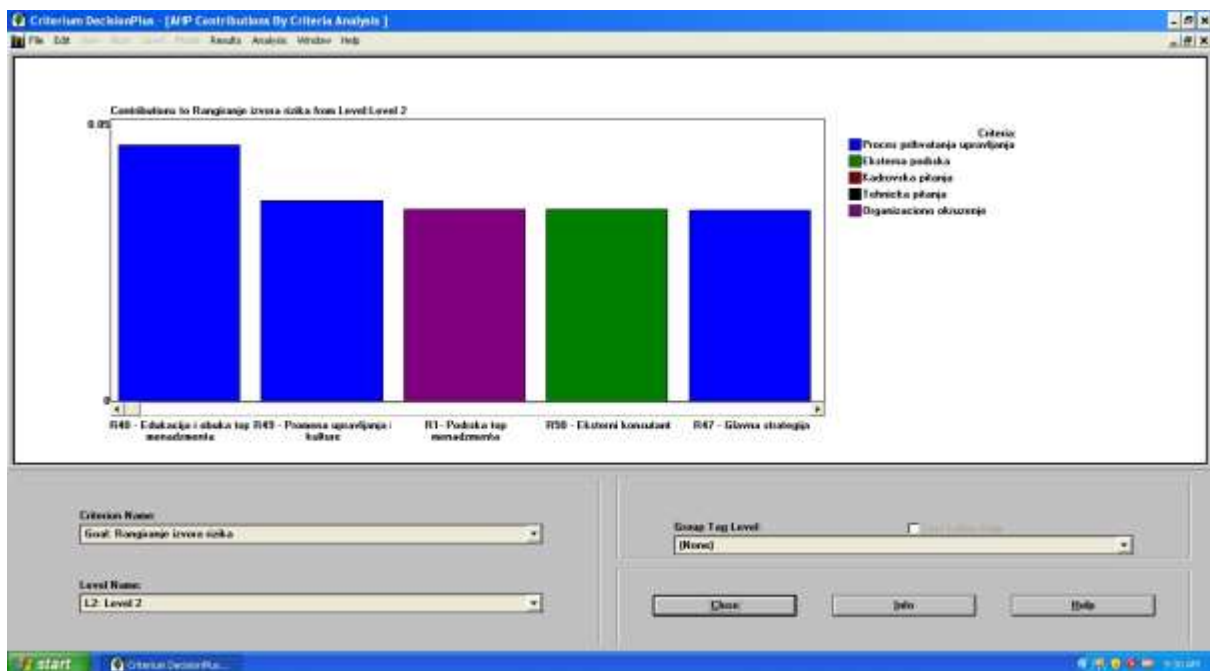 Criterium DecisionPlus - [AHP Contributions By Criteria Analysis ]
File Edit Results Analysis Window Help
Contributions to Rangiranje izvora rizika from Level:Level 2
0.05
0
R48 - Edukacija i obuka top menadzmenta
R49 - Promena upravljanja i kulture
R1- Podrska top menadzmenta
R50 - Eksterni konsutant
R47 - Glavna strategija
Criteria:
Proces prihvatanja upravljanja
Eksterna podrska
Kadrovska pitanja
Tehnicka pitanja
Organizaciono okruzenje
Criterion Name:
Goal: Rangiranje izvora rizika
Level Name:
L2: Level 2
Group Tag Level:
(None)
Close
Info
Help
start
Criterium DecisionPlus...